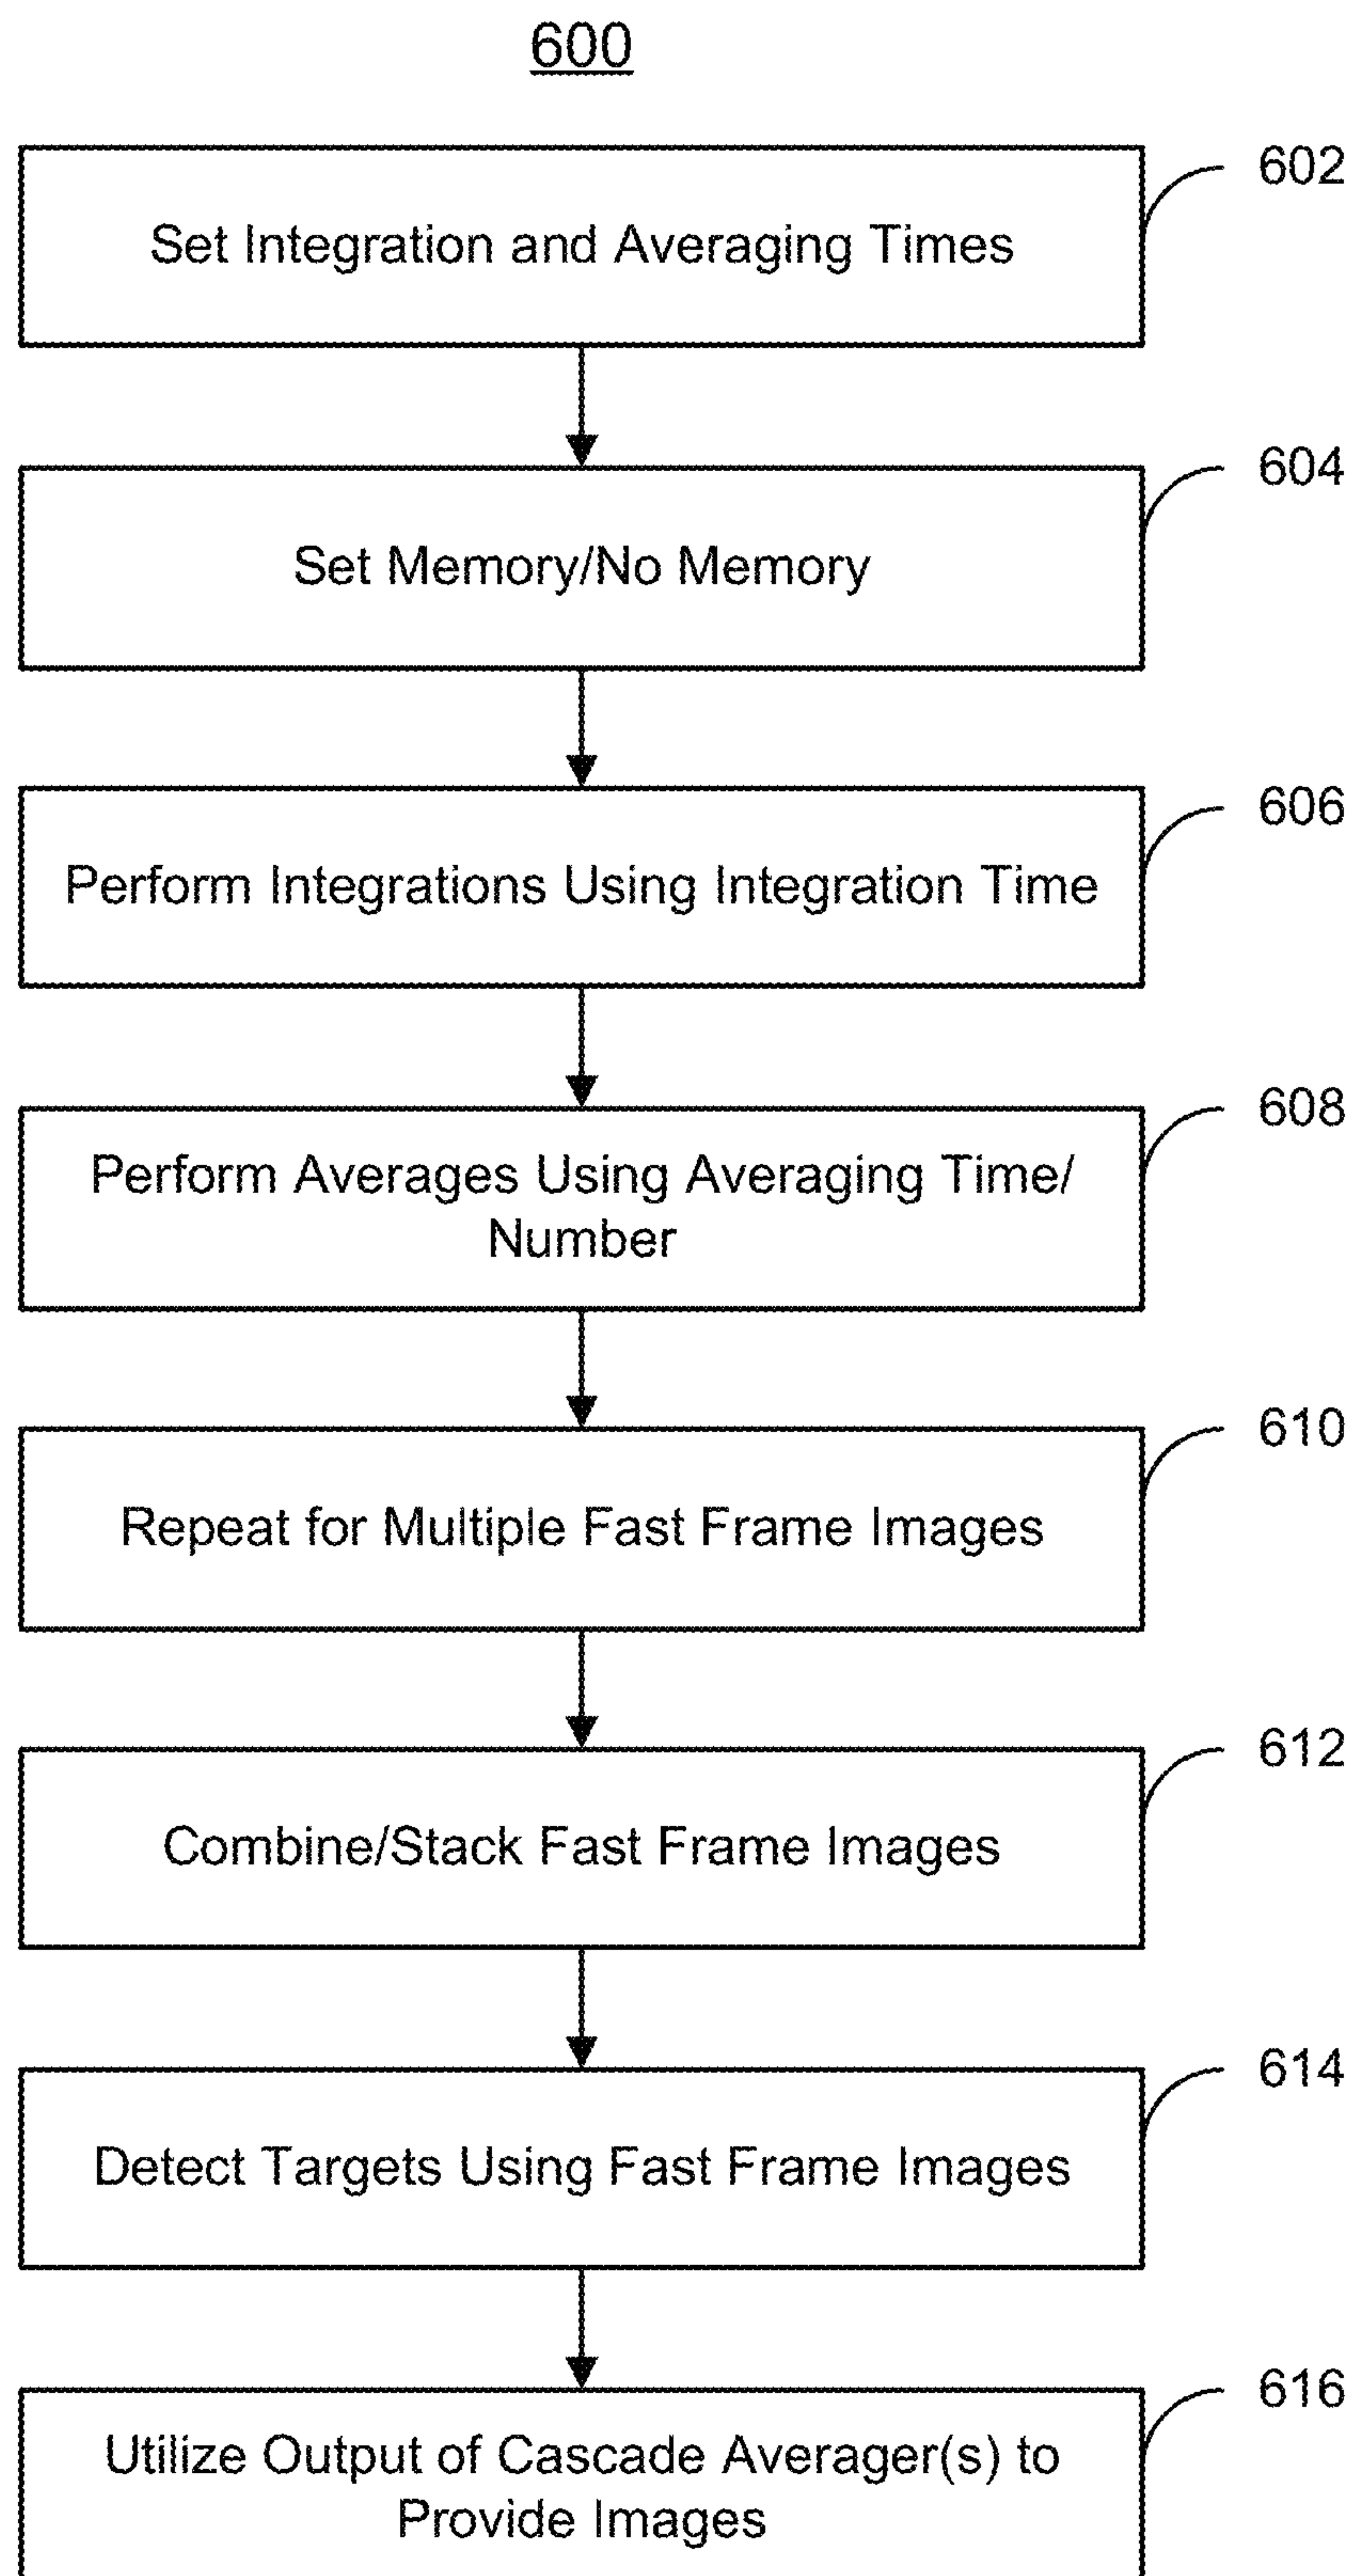 600
602
Set Integration and Averaging Times
604
Set Memory/No Memory
606
Perform Integrations Using Integration Time
608
Perform Averages Using Averaging Time/
Number
610
Repeat for Multiple Fast Frame Images
612
Combine/Stack Fast Frame Images
614
Detect Targets Using Fast Frame Images
616
Utilize Output of Cascade Averager(s) to
Provide Images